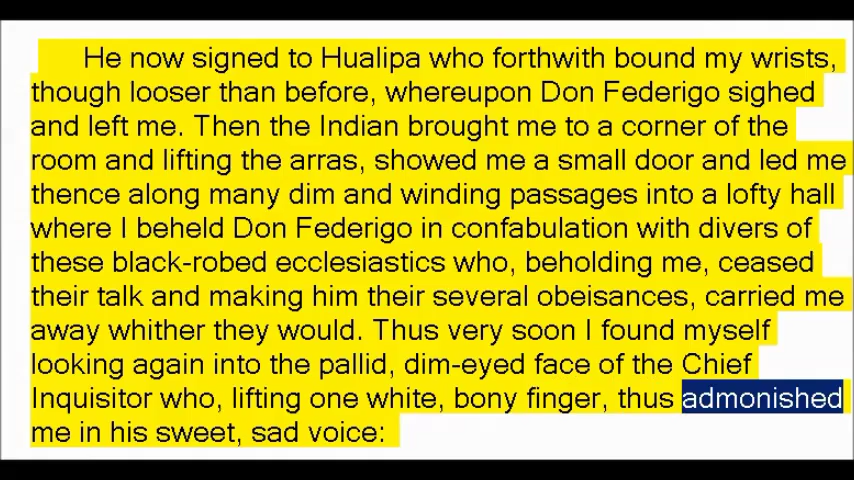 He now signed to Hualipa who forthwith bound my wrists,
though looser than before, whereupon Don Federigo sighed
and left me. Then the Indian brought me to a corner of the
room and lifting the arras, showed me a small door and led me
thence along many dim and winding passages into a lofty hall
where I beheld Don Federigo in confabulation with divers of
these black-robed ecclesiastics who, beholding me, ceased
their talk and making him their several obeisances, carried me
away whither they would. Thus very soon I found myself
looking again into the pallid, dim-eyed face of the Chief
Inquisitor who, lifting one white, bony finger, thus admonished
me in his sweet, sad voice: